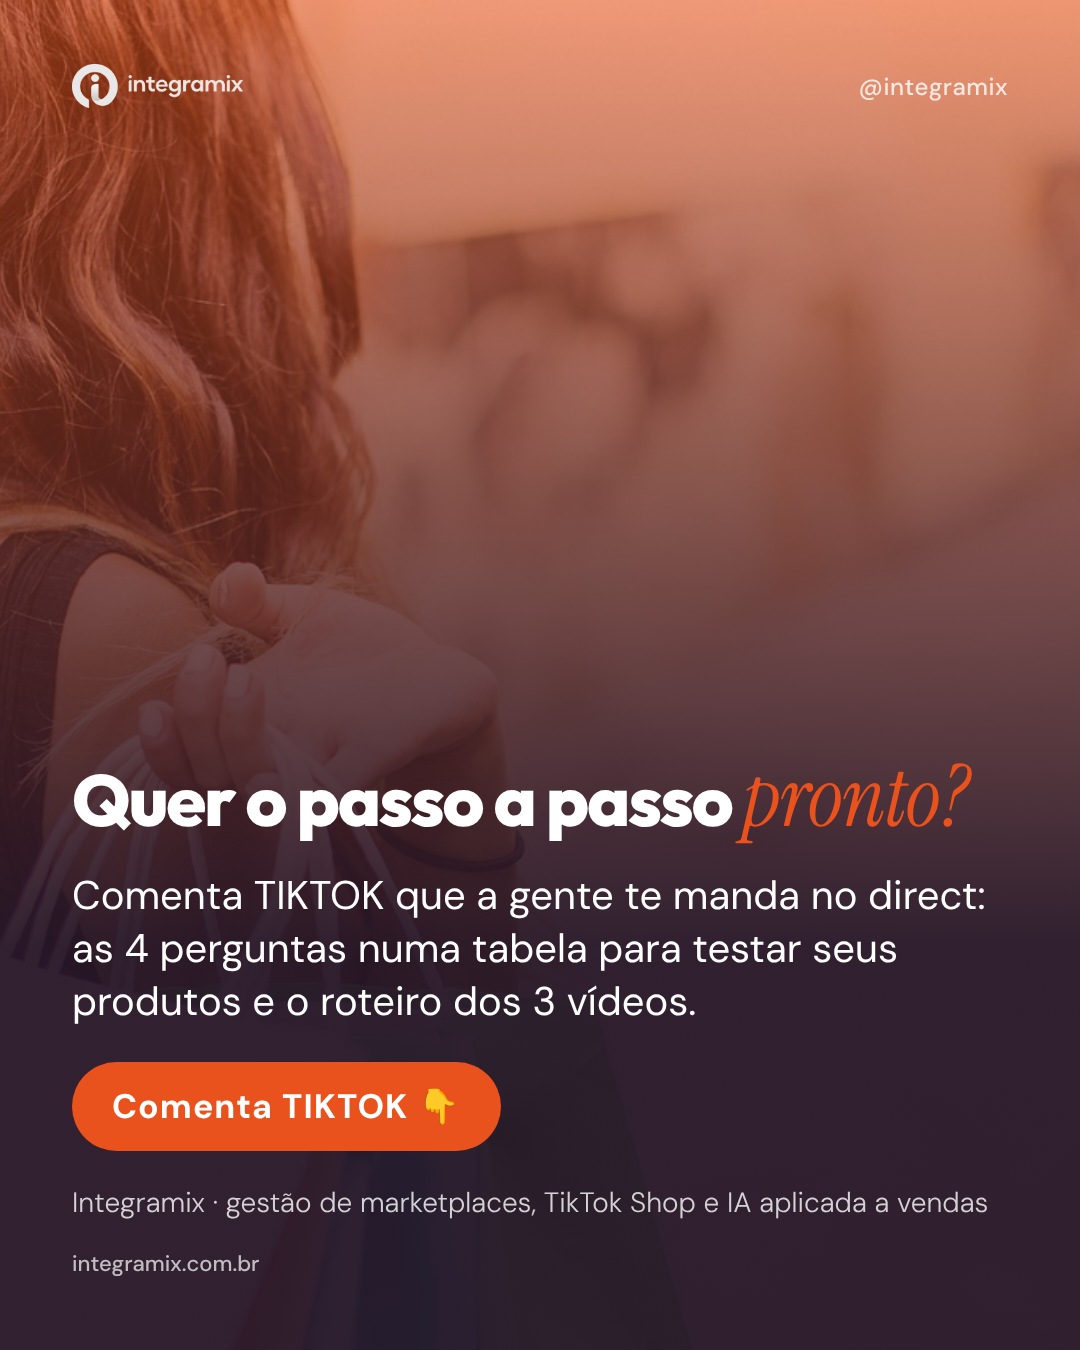 integramix
@integramix
Quer o passo a passo pronto?
Comenta TIKTOK que a gente te manda no direct:
as 4 perguntas numa tabela para testar seus
produtos e o roteiro dos 3 vídeos.
Comenta TIKTOK 👇
Integramix · gestão de marketplaces, TikTok Shop e IA aplicada a vendas
integramix.com.br